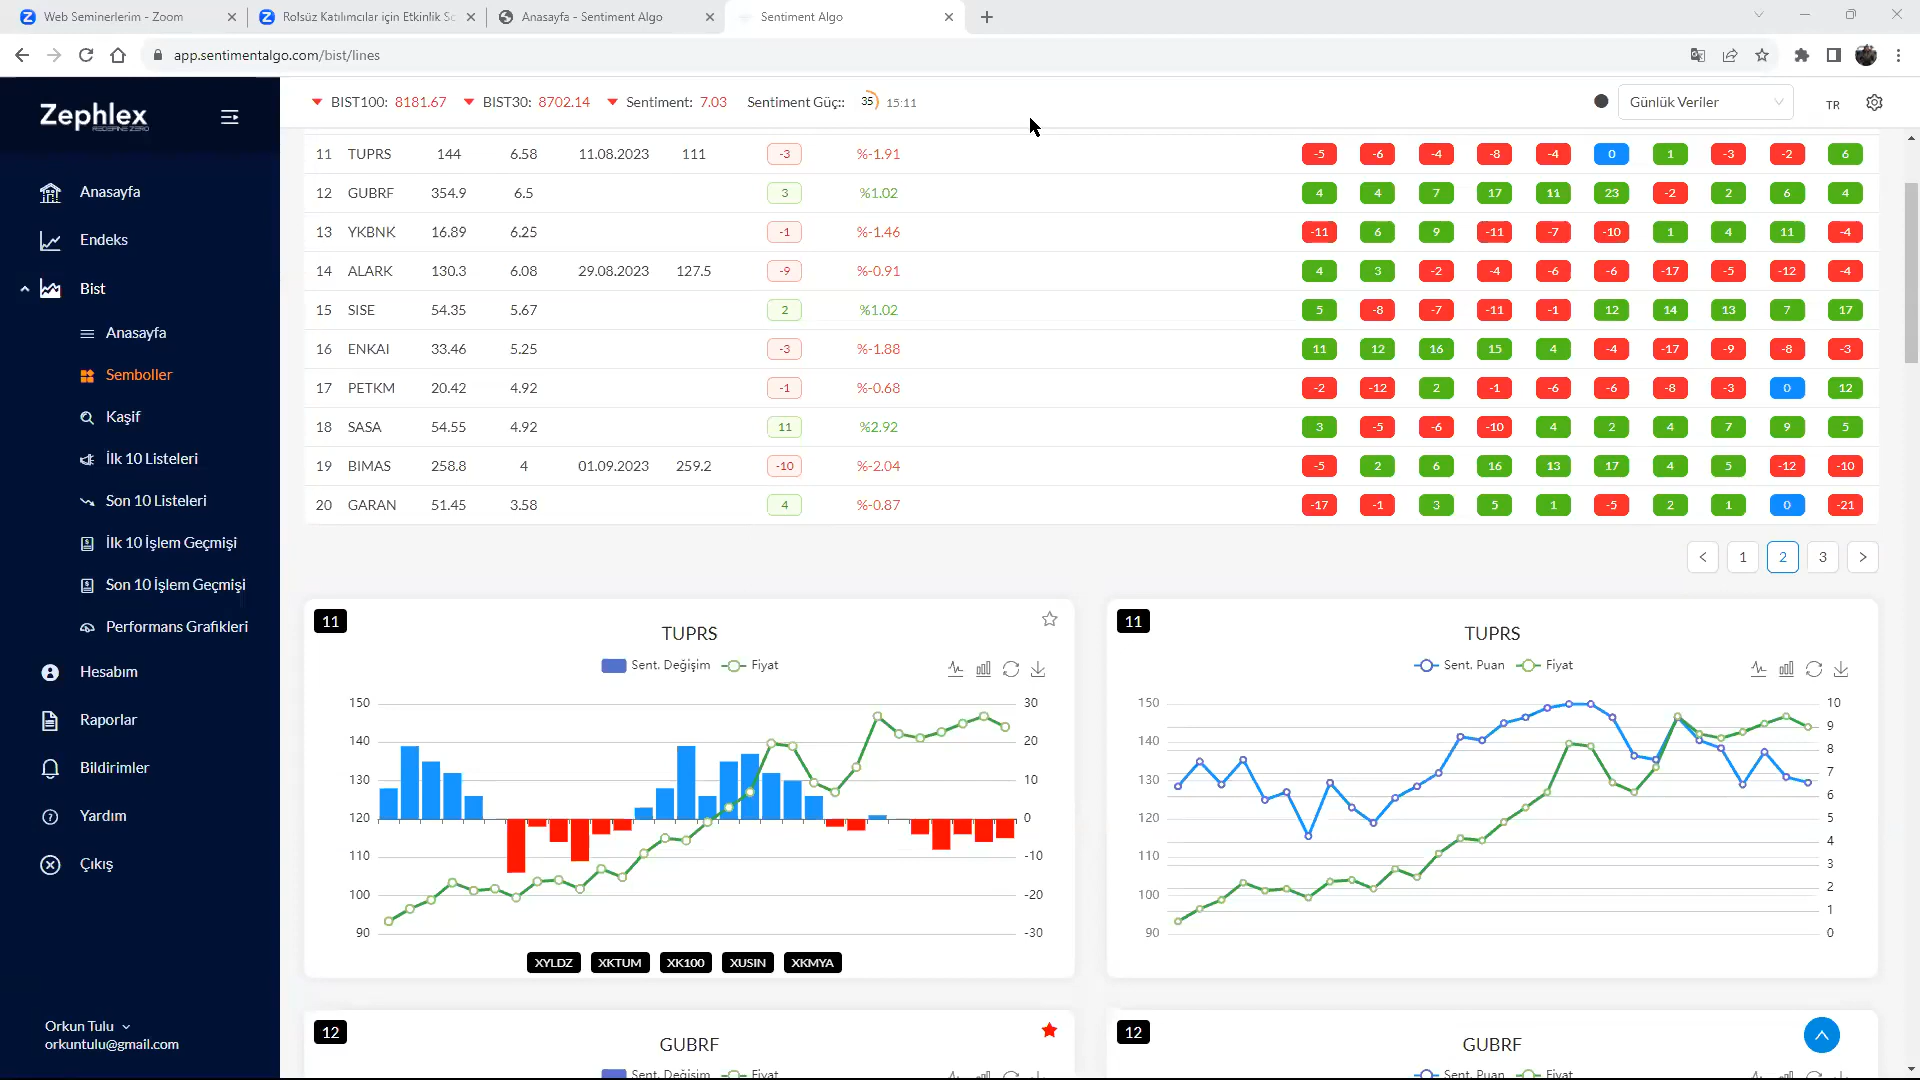 Web Seminerlerim - Zoom
Rolsüz Katılımcılar için Etkinlik Sc
Anasayfa - Sentiment Algo
Sentiment Algo
app.sentimentalgo.com/bist/lines
Zephlex
REDEFINE ZERO
BIST100: 8181.67 BIST30: 8702.14 Sentiment: 7.03 Sentiment Güç:: 35 15:11
Günlük Veriler
TR
Anasayfa
Endeks
Bist
Anasayfa
Semboller
Kaşif
İlk 10 Listeleri
Son 10 Listeleri
İlk 10 İşlem Geçmişi
Son 10 İşlem Geçmişi
Performans Grafikleri
Hesabım
Raporlar
Bildirimler
Yardım
Çıkış
Orkun Tulu
orkuntulu@gmail.com
11 TUPRS 144 6.58 11.08.2023 111 -3 %-1.91 -5 -6 -4 -8 -4 0 1 -3 -2 6
12 GUBRF 354.9 6.5 3 %1.02 4 4 7 17 11 23 -2 2 6 4
13 YKBNK 16.89 6.25 -1 %-1.46 -11 6 9 -11 -7 -10 1 4 11 -4
14 ALARK 130.3 6.08 29.08.2023 127.5 -9 %-0.91 4 3 -2 -4 -6 -6 -17 -5 -12 -4
15 SISE 54.35 5.67 2 %1.02 5 -8 -7 -11 -1 12 14 13 7 17
16 ENKAI 33.46 5.25 -3 %-1.88 11 12 16 15 4 -4 -17 -9 -8 -3
17 PETKM 20.42 4.92 -1 %-0.68 -2 -12 2 -1 -6 -6 -8 -3 0 12
18 SASA 54.55 4.92 11 %2.92 3 -5 -6 -10 4 2 4 7 9 5
19 BIMAS 258.8 4 01.09.2023 259.2 -10 %-2.04 -5 2 6 16 13 17 4 5 -12 -10
20 GARAN 51.45 3.58 4 %-0.87 -17 -1 3 5 1 -5 2 1 0 -21
< 1 2 3 >
11
TUPRS
Sent. Değişim Fiyat
150 30
140 20
130 10
120 0
110 -10
100 -20
90 -30
XYLDZ XKTUM XK100 XUSIN XKMYA
11
TUPRS
Sent. Puan Fiyat
150 10
9
140 8
130 7
6
120 5
4
110 3
100 2
1
90 0
12
GUBRF
Sent. Değişim Fiyat
12
GUBRF
Sent. Puan Fiyat